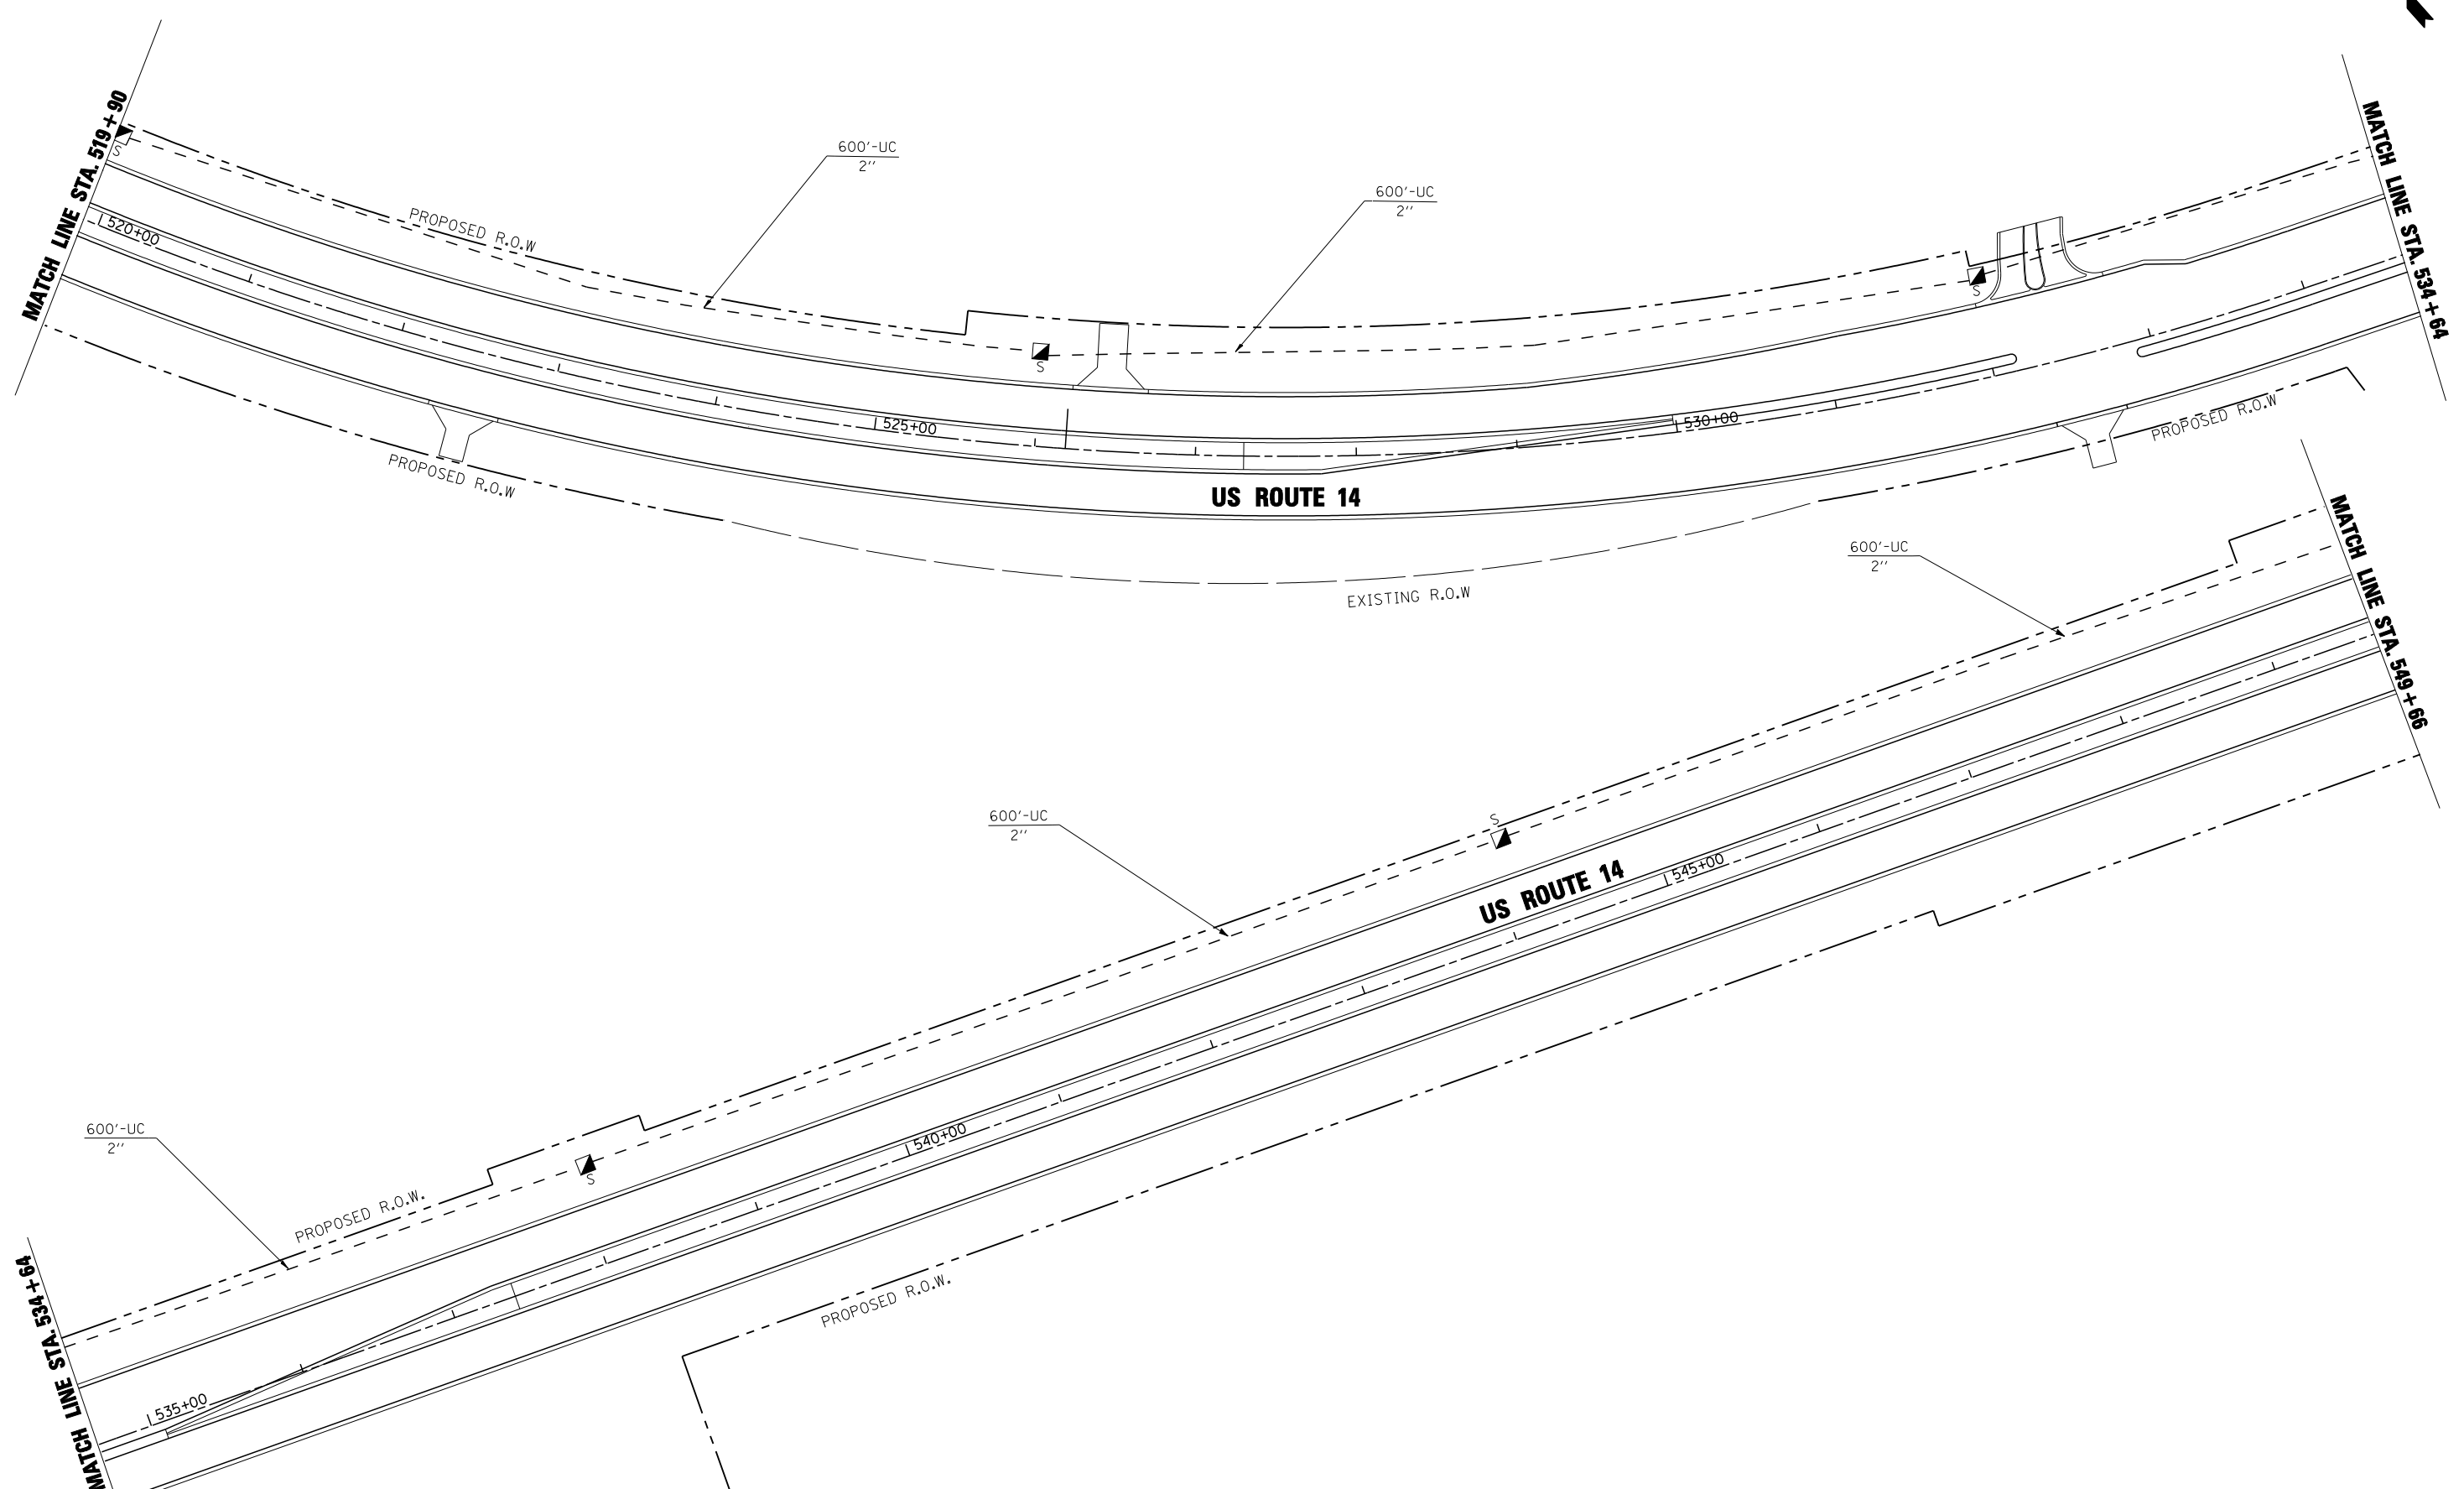 MATCH LINE STA. 519+90
S
520+00
PROPOSED R.O.W
PROPOSED R.O.W
600'-UC
2''
600'-UC
2''
S
525+00
US ROUTE 14
530+00
EXISTING R.O.W
S
PROPOSED R.O.W
MATCH LINE STA. 534+64
MATCH LINE STA. 534+64
535+00
600'-UC
2''
PROPOSED R.O.W.
S
540+00
PROPOSED R.O.W.
600'-UC
2''
S
US ROUTE 14
545+00
600'-UC
2''
MATCH LINE STA. 549+66